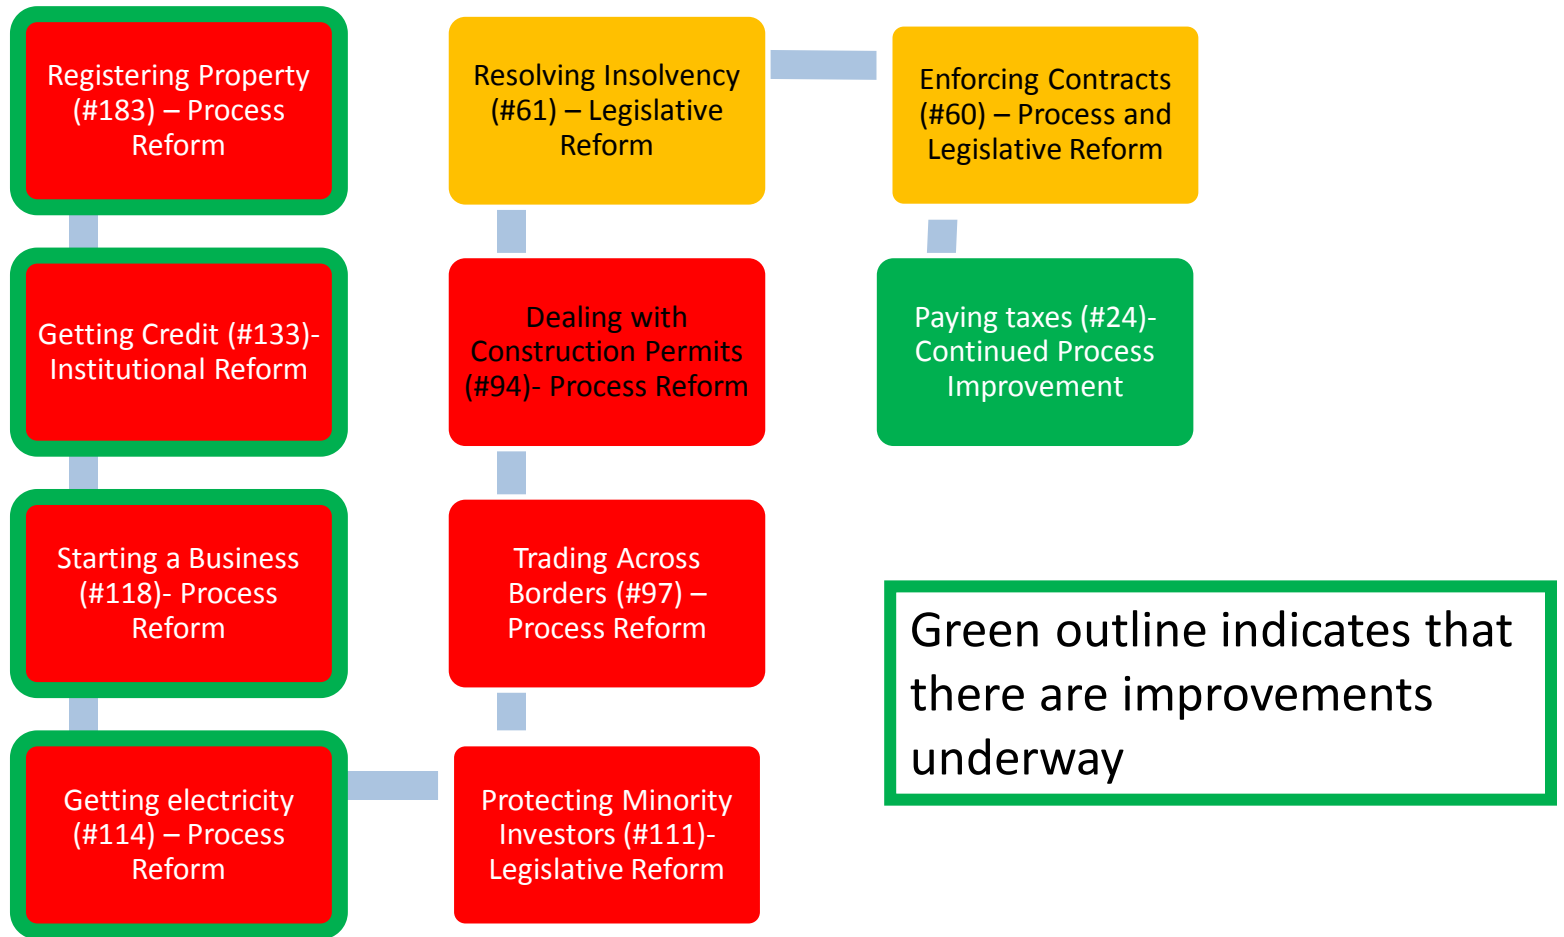 Registering Property
(#183) – Process
Reform
Getting Credit (#133)-
Institutional Reform
Starting a Business
(#118)- Process
Reform
Getting electricity
(#114) – Process
Reform
Protecting Minority
Investors (#111)-
Legislative Reform
Trading Across
Borders (#97) –
Process Reform
Dealing with
Construction Permits
(#94)- Process Reform
Resolving Insolvency
(#61) – Legislative
Reform
Enforcing Contracts
(#60) – Process and
Legislative Reform
Paying taxes (#24)-
Continued Process
Improvement
Green outline indicates that
there are improvements
underway